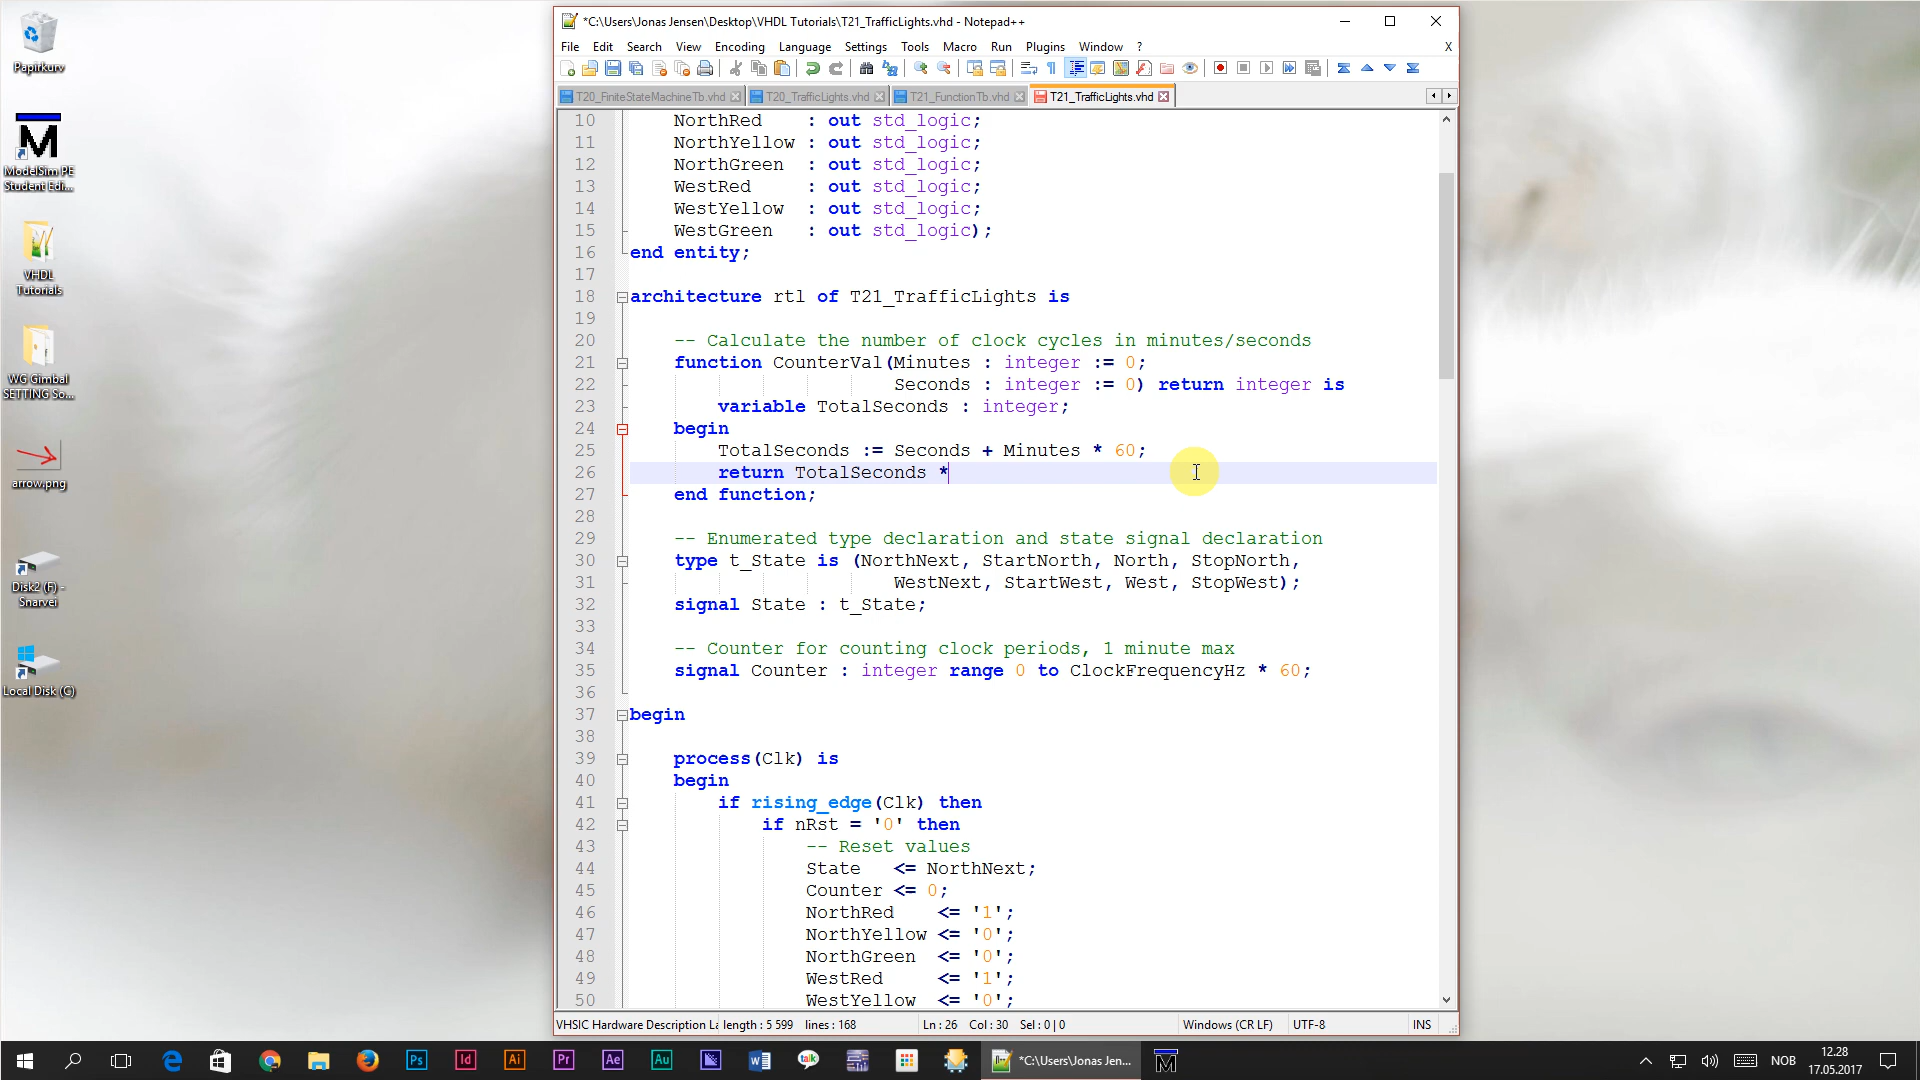 *C:\Users\Jonas Jensen\Desktop\VHDL Tutorials\T21_TrafficLights.vhd - Notepad++
File Edit Search View Encoding Language Settings Tools Macro Run Plugins Window ? X
T20_FiniteStateMachineTb.vhd T20_TrafficLights.vhd T21_FunctionTb.vhd T21_TrafficLights.vhd
10 NorthRed : out std_logic;
11 NorthYellow : out std_logic;
12 NorthGreen : out std_logic;
13 WestRed : out std_logic;
14 WestYellow : out std_logic;
15 WestGreen : out std_logic);
16 end entity;
17
18 architecture rtl of T21_TrafficLights is
19
20 -- Calculate the number of clock cycles in minutes/seconds
21 function CounterVal(Minutes : integer := 0;
22 Seconds : integer := 0) return integer is
23 variable TotalSeconds : integer;
24 begin
25 TotalSeconds := Seconds + Minutes * 60;
26 return TotalSeconds *
27 end function;
28
29 -- Enumerated type declaration and state signal declaration
30 type t_State is (NorthNext, StartNorth, North, StopNorth,
31 WestNext, StartWest, West, StopWest);
32 signal State : t_State;
33
34 -- Counter for counting clock periods, 1 minute max
35 signal Counter : integer range 0 to ClockFrequencyHz * 60;
36
37 begin
38
39 process(Clk) is
40 begin
41 if rising_edge(Clk) then
42 if nRst = '0' then
43 -- Reset values
44 State <= NorthNext;
45 Counter <= 0;
46 NorthRed <= '1';
47 NorthYellow <= '0';
48 NorthGreen <= '0';
49 WestRed <= '1';
50 WestYellow <= '0';
VHSIC Hardware Description La length : 5 599 lines : 168 Ln : 26 Col : 30 Sel : 0 | 0 Windows (CR LF) UTF-8 INS
Papirkurv
ModelSim PE
Student Edi...
VHDL
Tutorials
WG Gimbal
SETTING So...
arrow.png
Disk2 (F) -
Snarvei
Local Disk (C)
Ps Id Ai Pr Ae Au talk *C:\Users\Jonas Jen... NOB
12.28
17.05.2017